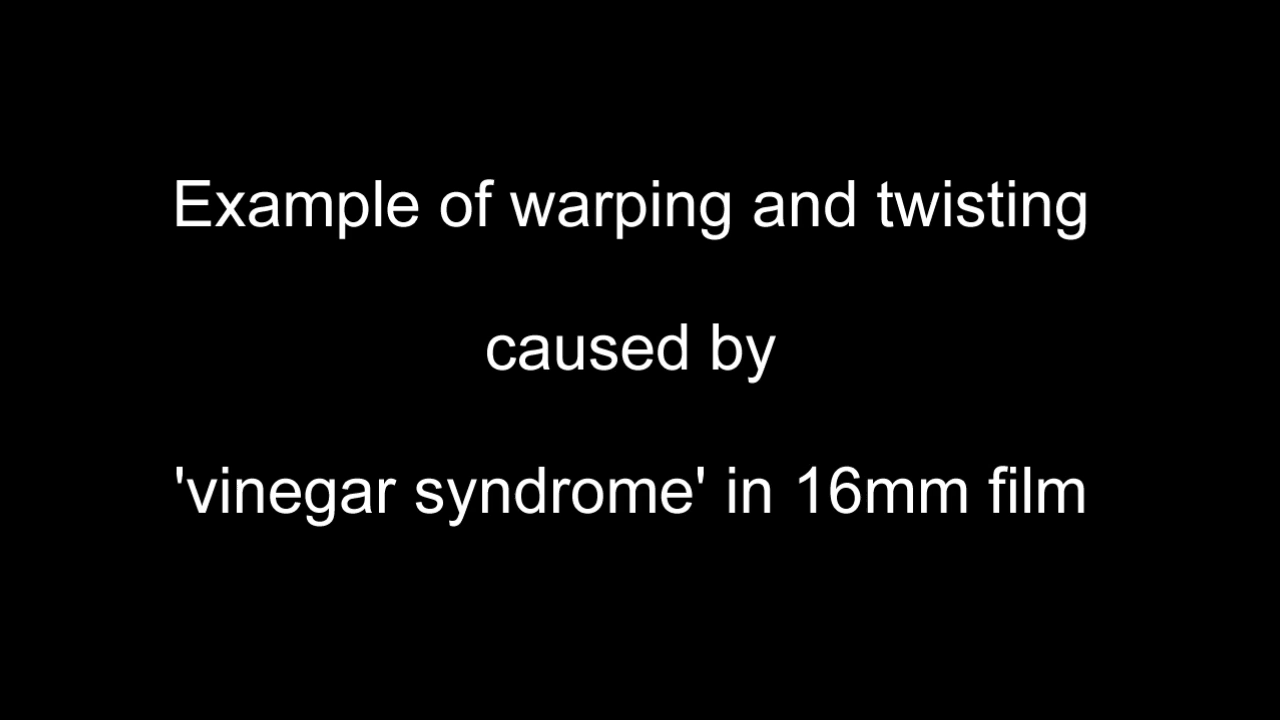 Example of warping and twisting
caused by
'vinegar syndrome' in 16mm film